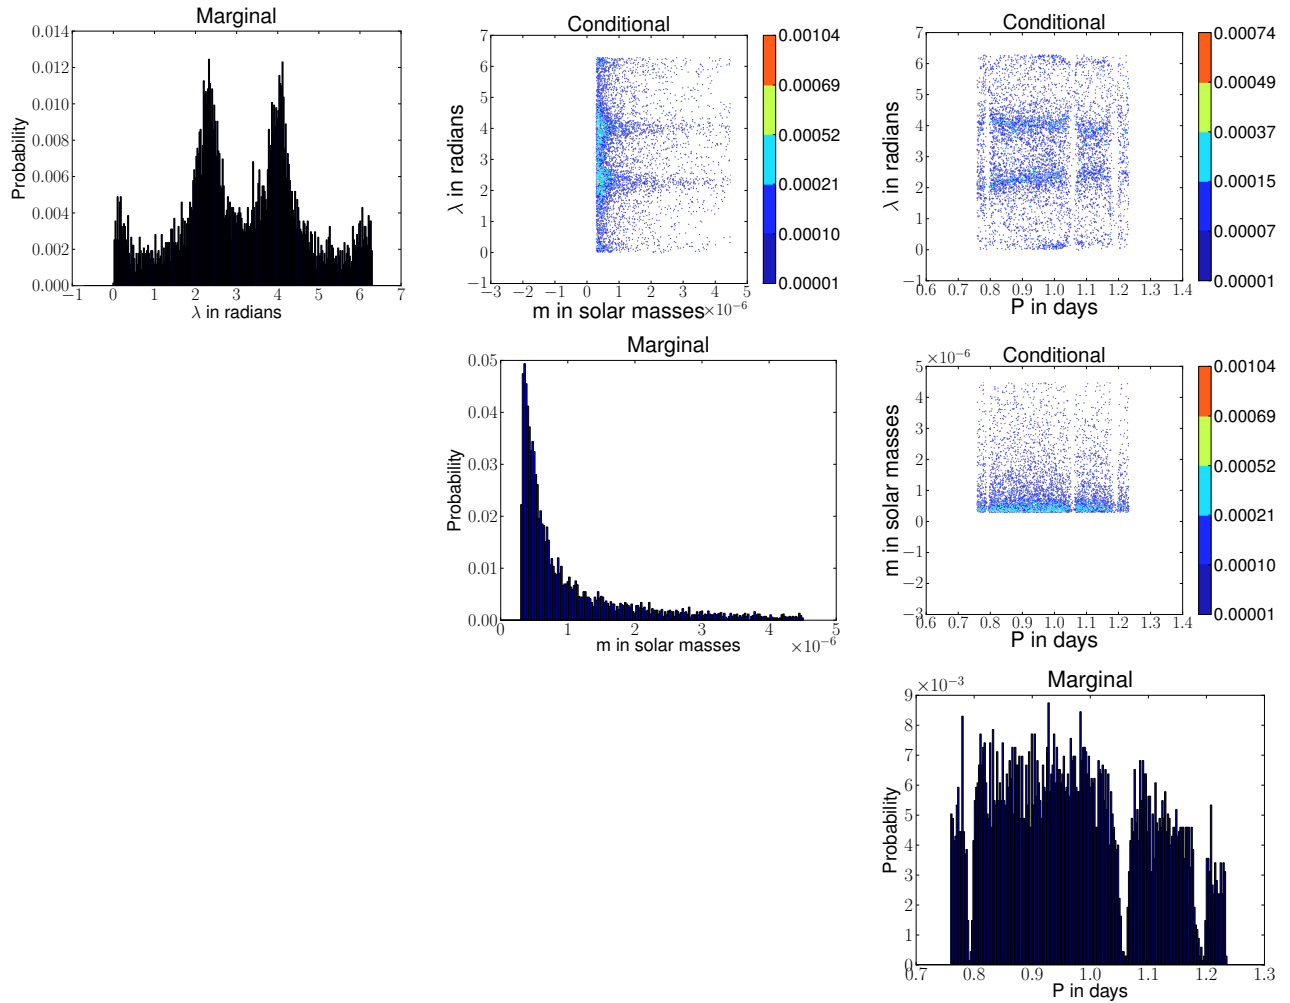 Marginal
0.014
0.012
0.010
0.008
0.006
0.004
0.002
0.000
Probability
−1 0 1 2 3 4 5 6 7
λ in radians
Conditional
7
6
5
4
3
2
1
0
−1
λ in radians
−3 −2 −1 0 1.0 2 3 4 5
m in solar masses ×10⁻⁶
0.00104
0.00069
0.00052
0.00021
0.00010
0.00001
Conditional
7
6
5
4
3
2
1
0
−1
λ in radians
0.6 0.7 0.8 0.9 1.0 1.1 1.2 1.3 1.4
P in days
0.00074
0.00049
0.00037
0.00015
0.00007
0.00001
Marginal
0.05
0.04
0.03
0.02
0.01
0.00
Probability
0 1 2 3 4 5
m in solar masses ×10⁻⁶
Conditional
×10⁻⁶
5
4
3
2
1
0
−1
−2
−3
m in solar masses
0.6 0.7 0.8 0.9 1.0 1.1 1.2 1.3 1.4
P in days
0.00104
0.00069
0.00052
0.00021
0.00010
0.00001
Marginal
×10⁻³
9
8
7
6
5
4
3
2
1
0
Probability
0.7 0.8 0.9 1.0 1.1 1.2 1.3
P in days